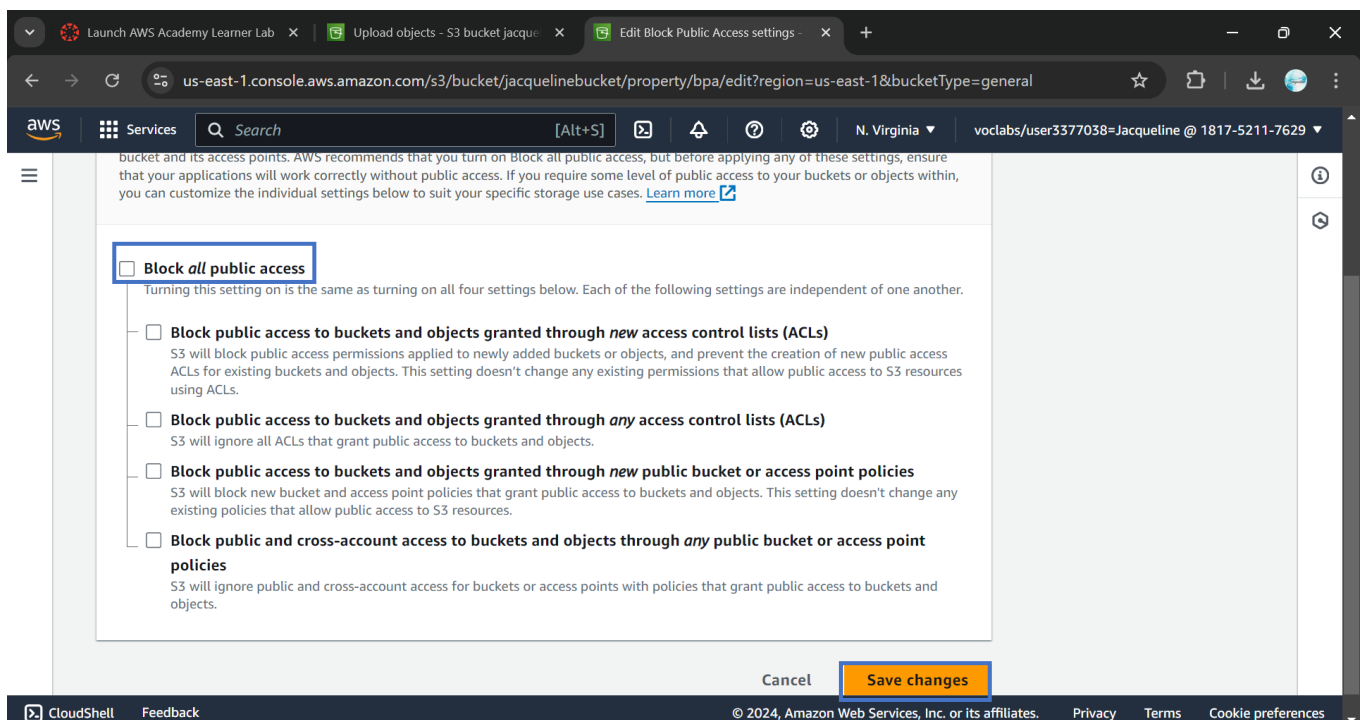 Launch AWS Academy Learner Lab
Upload objects - S3 bucket jacque
Edit Block Public Access settings -
us-east-1.console.aws.amazon.com/s3/bucket/jacquelinebucket/property/bpa/edit?region=us-east-1&bucketType=general
aws
Services
Search
[Alt+S]
N. Virginia
voclabs/user3377038=Jacqueline @ 1817-5211-7629
bucket and its access points. AWS recommends that you turn on Block all public access, but before applying any of these settings, ensure
that your applications will work correctly without public access. If you require some level of public access to your buckets or objects within,
you can customize the individual settings below to suit your specific storage use cases. Learn more
Block all public access
Turning this setting on is the same as turning on all four settings below. Each of the following settings are independent of one another.
Block public access to buckets and objects granted through new access control lists (ACLs)
S3 will block public access permissions applied to newly added buckets or objects, and prevent the creation of new public access
ACLs for existing buckets and objects. This setting doesn't change any existing permissions that allow public access to S3 resources
using ACLs.
Block public access to buckets and objects granted through any access control lists (ACLs)
S3 will ignore all ACLs that grant public access to buckets and objects.
Block public access to buckets and objects granted through new public bucket or access point policies
S3 will block new bucket and access point policies that grant public access to buckets and objects. This setting doesn't change any
existing policies that allow public access to S3 resources.
Block public and cross-account access to buckets and objects through any public bucket or access point
policies
S3 will ignore public and cross-account access for buckets or access points with policies that grant public access to buckets and
objects.
Cancel
Save changes
CloudShell
Feedback
© 2024, Amazon Web Services, Inc. or its affiliates.
Privacy
Terms
Cookie preferences